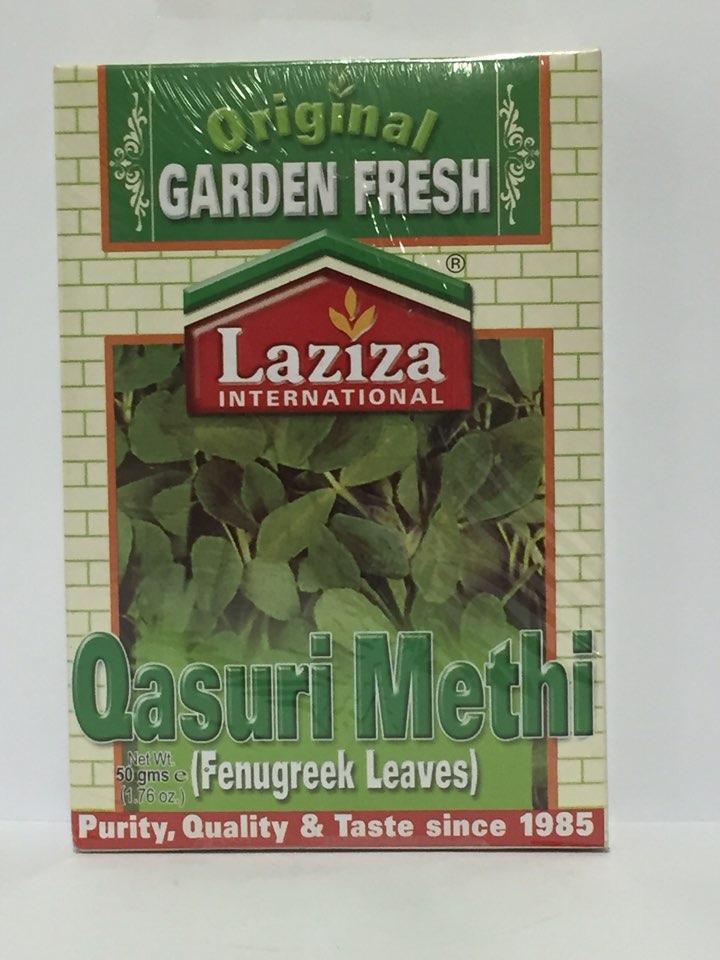 Original
GARDEN FRESH
®
Laziza
INTERNATIONAL
Qasuri Methi
Net Wt.
50 gms e
(1.76 oz.)
(Fenugreek Leaves)
Purity, Quality & Taste since 1985